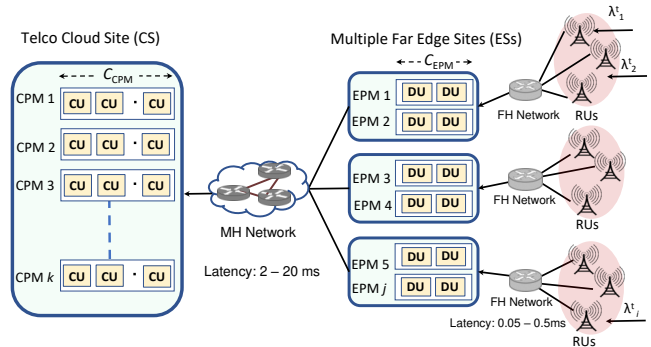 Telco Cloud Site (CS)
C_CPM
CPM 1
CU CU · CU
CPM 2
CU CU · CU
CPM 3
CU CU · CU
CPM k
CU CU · CU
MH Network
Latency: 2 – 20 ms
Multiple Far Edge Sites (ESs)
C_EPM
EPM 1
DU DU
EPM 2
DU DU
EPM 3
DU DU
EPM 4
DU DU
EPM 5
DU DU
EPM j
DU DU
FH Network
RUs
λ^t_1
λ^t_2
FH Network
RUs
FH Network
Latency: 0.05 – 0.5ms
RUs
λ^t_i